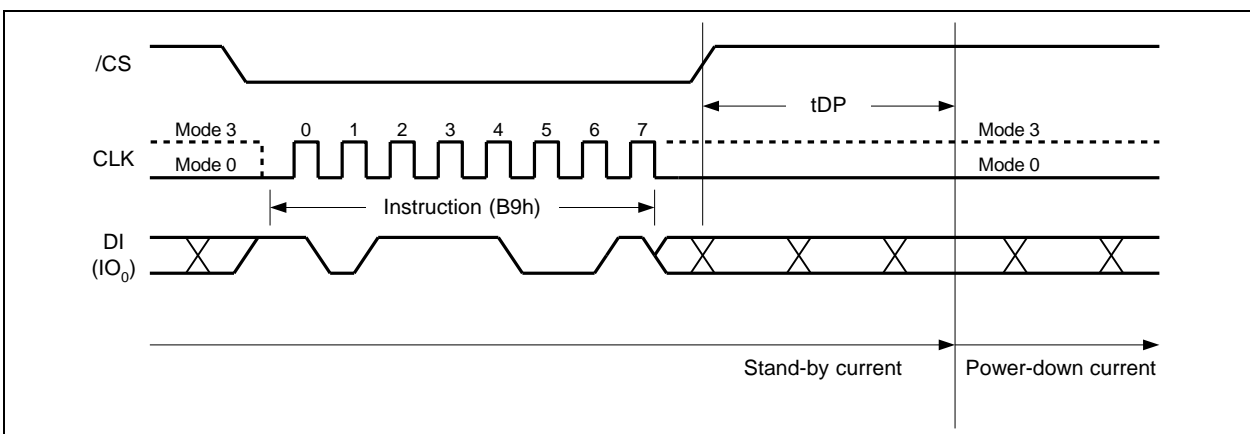 /CS
tDP
Mode 3 0 1 2 3 4 5 6 7 Mode 3
CLK
Mode 0 Mode 0
Instruction (B9h)
DI
(IO₀)
Stand-by current Power-down current